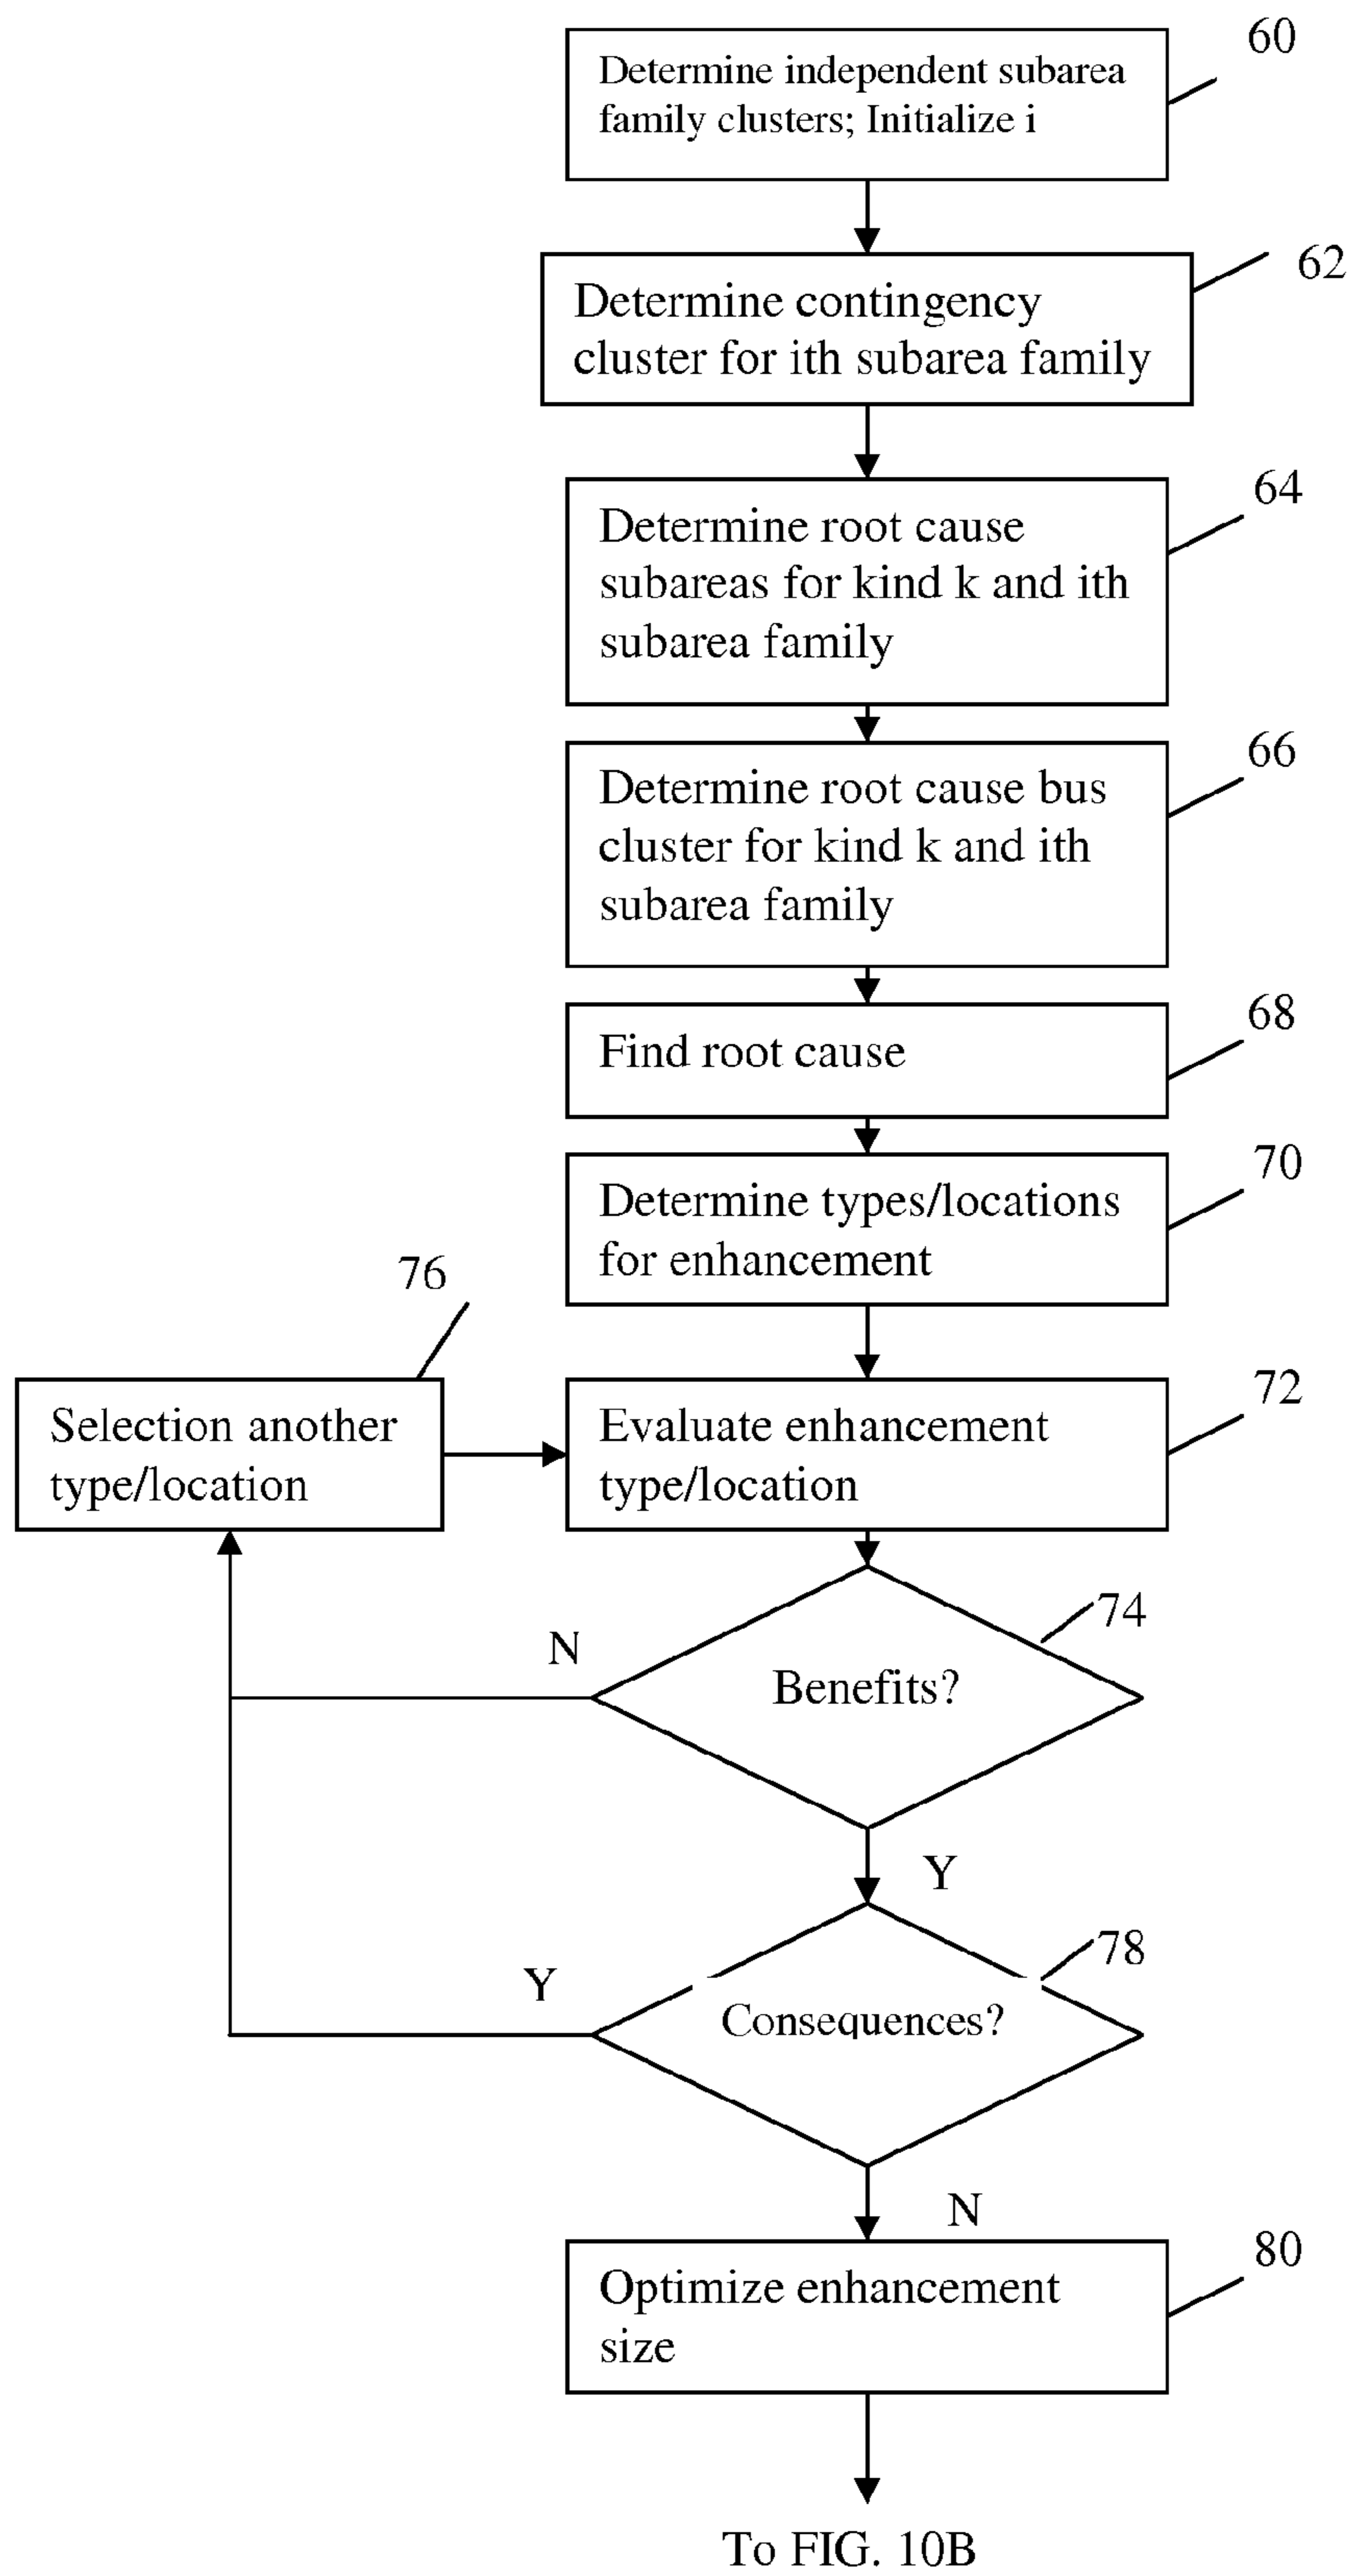 60
Determine independent subarea
family clusters; Initialize i
62
Determine contingency
cluster for ith subarea family
64
Determine root cause
subareas for kind k and ith
subarea family
66
Determine root cause bus
cluster for kind k and ith
subarea family
68
Find root cause
70
Determine types/locations
for enhancement
76
Selection another
type/location
72
Evaluate enhancement
type/location
74
N
Benefits?
Y
78
Y
Consequences?
N
80
Optimize enhancement
size
To FIG. 10B